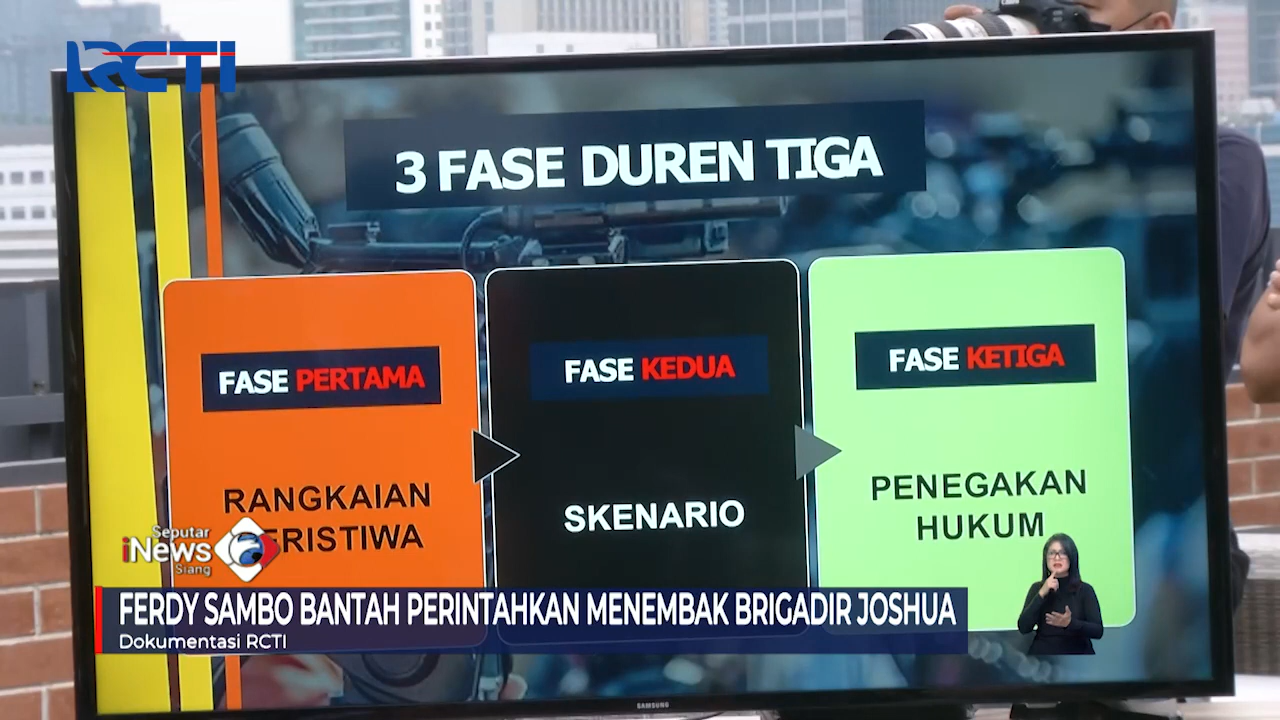 RCTI
3 FASE DUREN TIGA
FASE PERTAMA
RANGKAIAN
ERISTIWA
FASE KEDUA
SKENARIO
FASE KETIGA
PENEGAKAN
HUKUM
Seputar
iNews
Siang
FERDY SAMBO BANTAH PERINTAHKAN MENEMBAK BRIGADIR JOSHUA
Dokumentasi RCTI
SAMSUNG